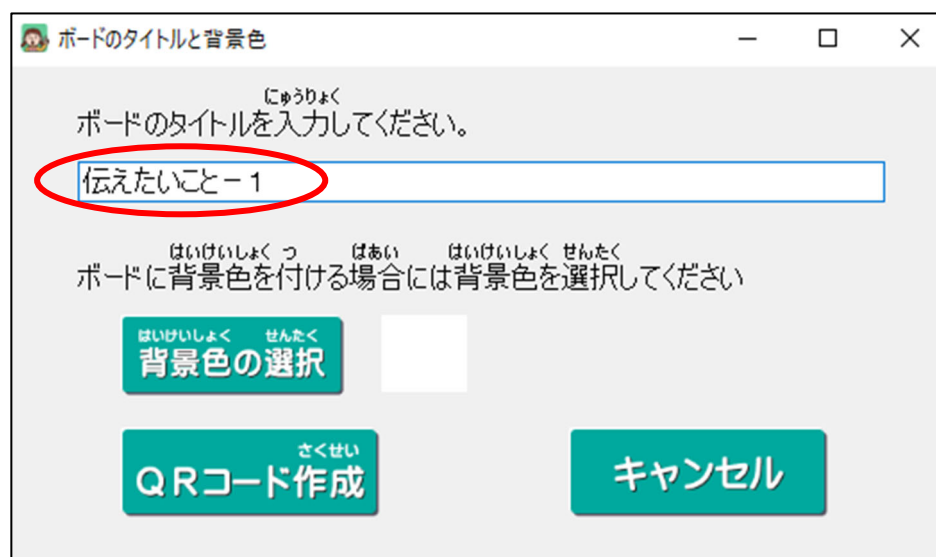 ボードのタイトルと背景色
にゅうりょく
ボードのタイトルを入力してください。
伝えたいこと－１
はいけいしょく つ ばあい はいけいしょく せんたく
ボードに背景色を付ける場合には背景色を選択してください
はいけいしょく せんたく
背景色の選択
さくせい
ＱＲコード作成
キャンセル